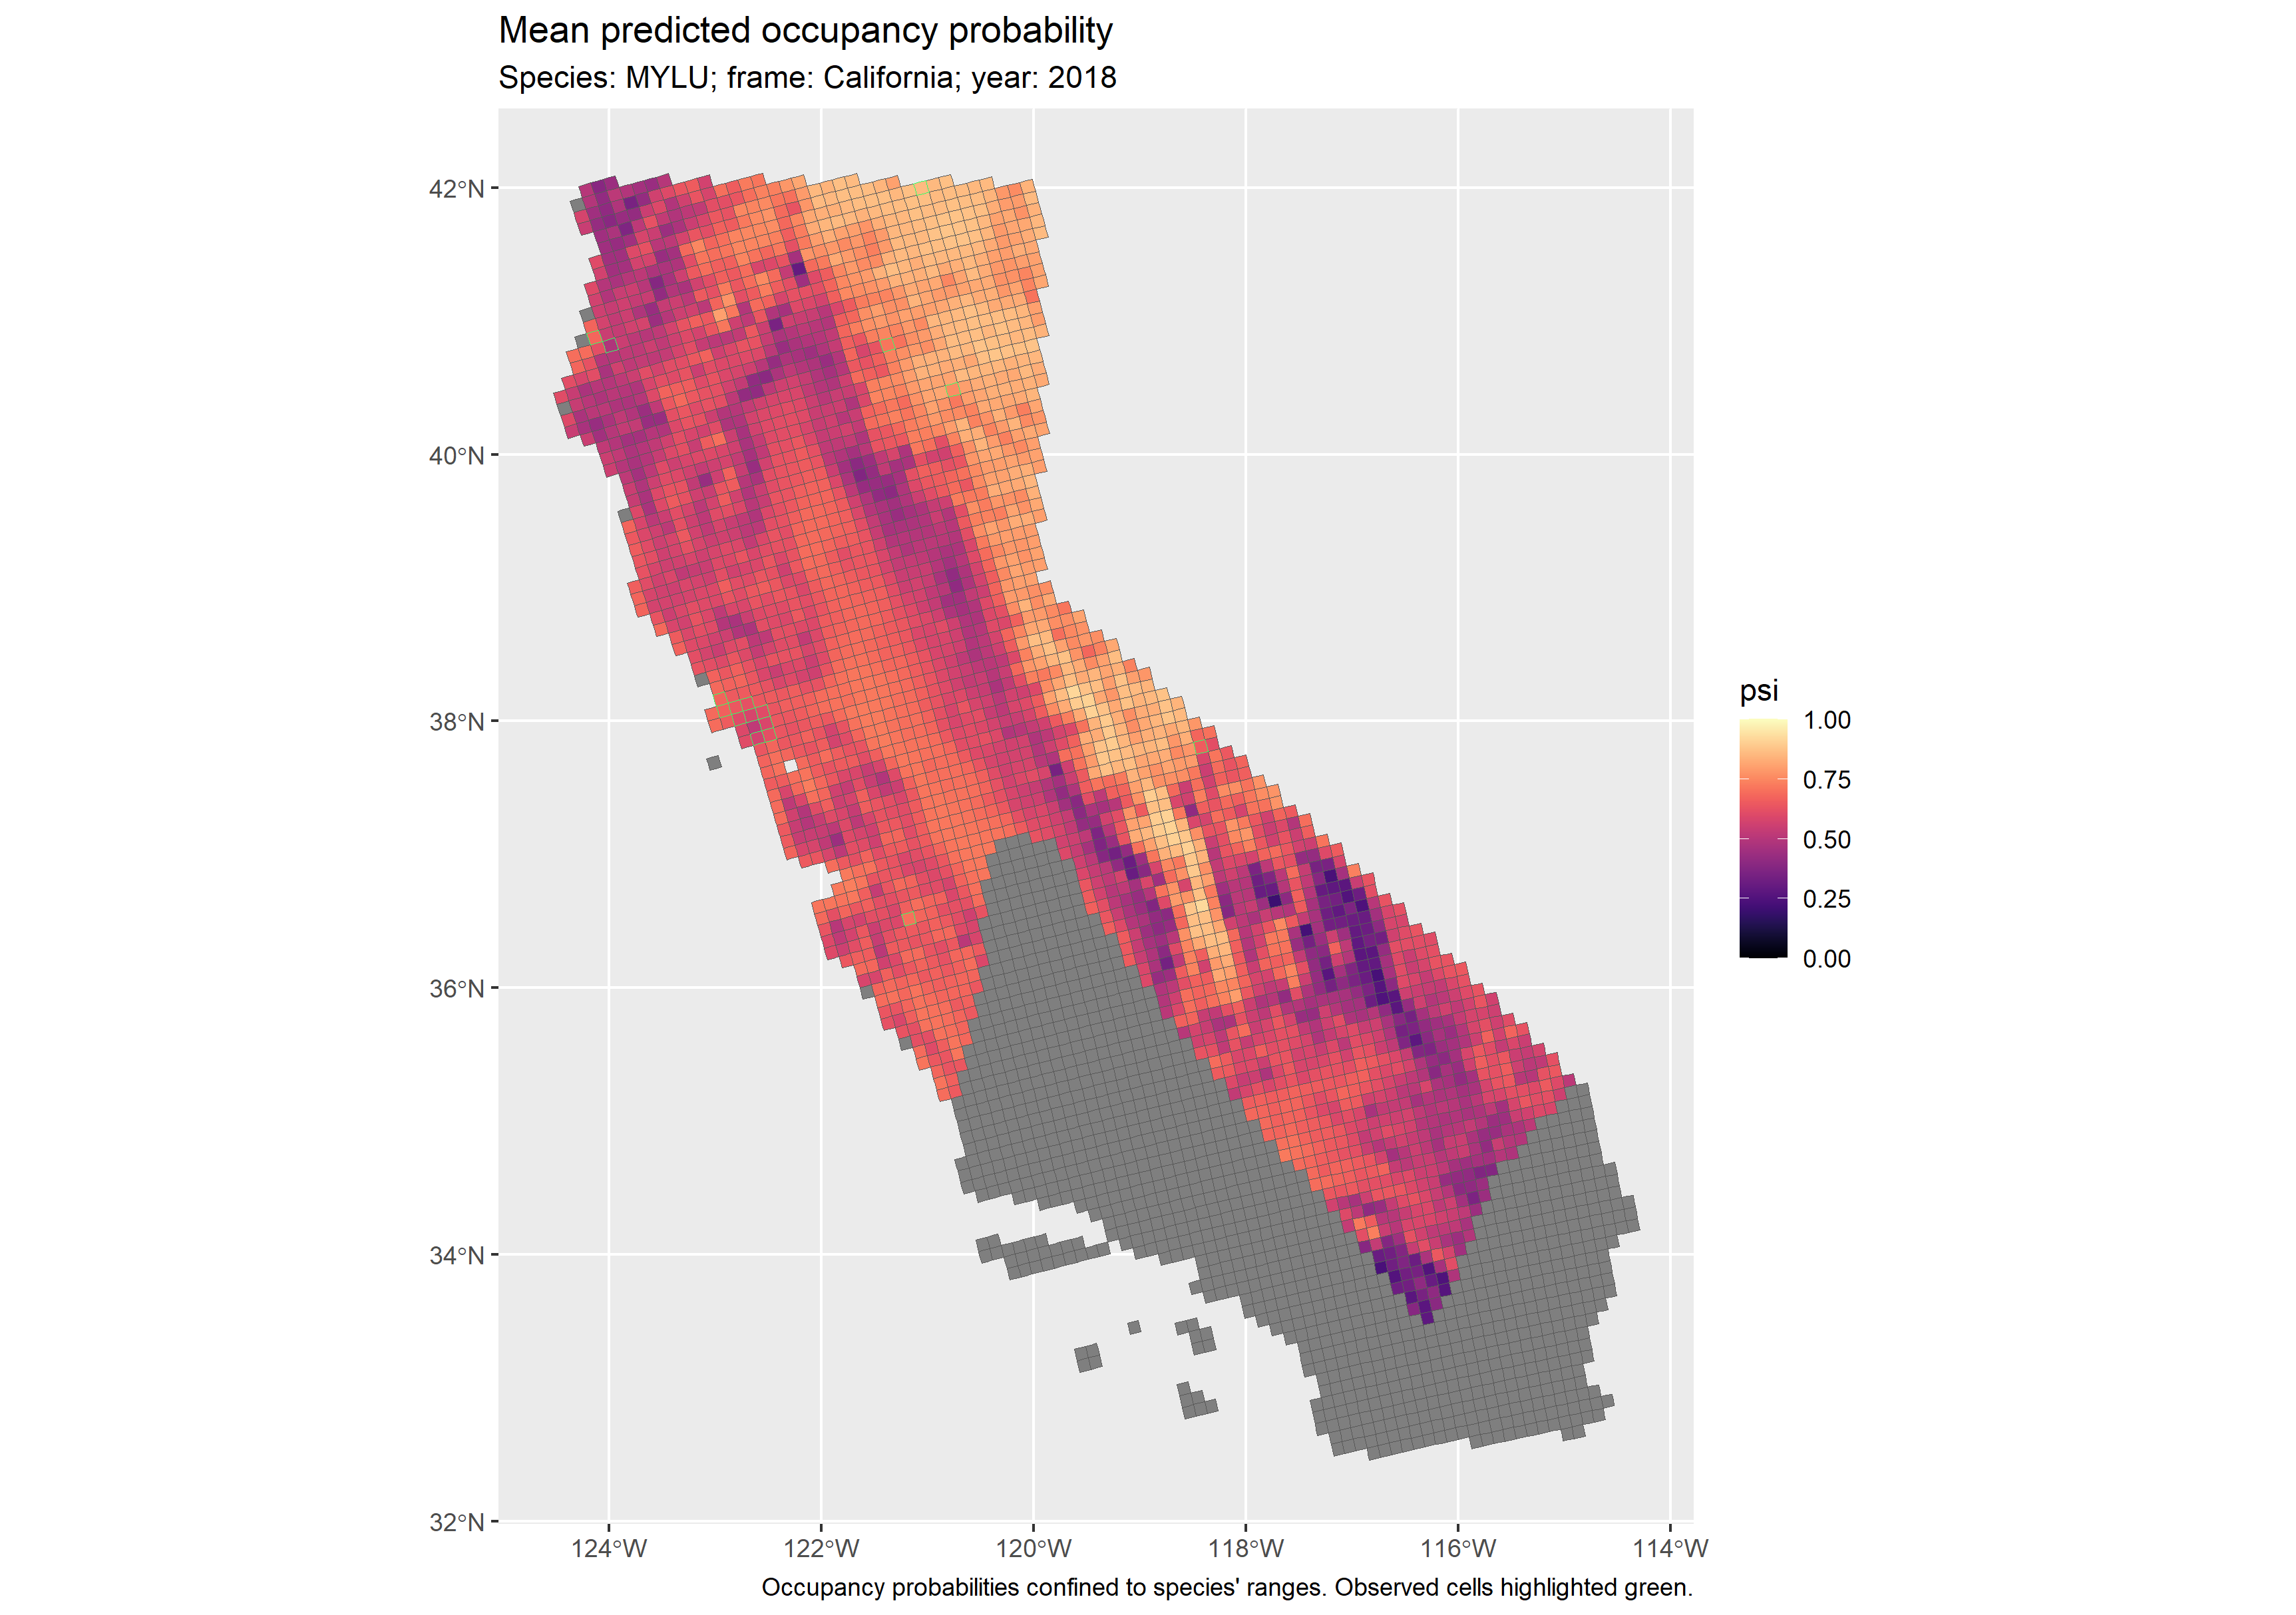 Mean predicted occupancy probability
Species: MYLU; frame: California; year: 2018
42°N
40°N
38°N
36°N
34°N
32°N
124°W
122°W
120°W
118°W
116°W
114°W
psi
1.00
0.75
0.50
0.25
0.00
Occupancy probabilities confined to species' ranges. Observed cells highlighted green.